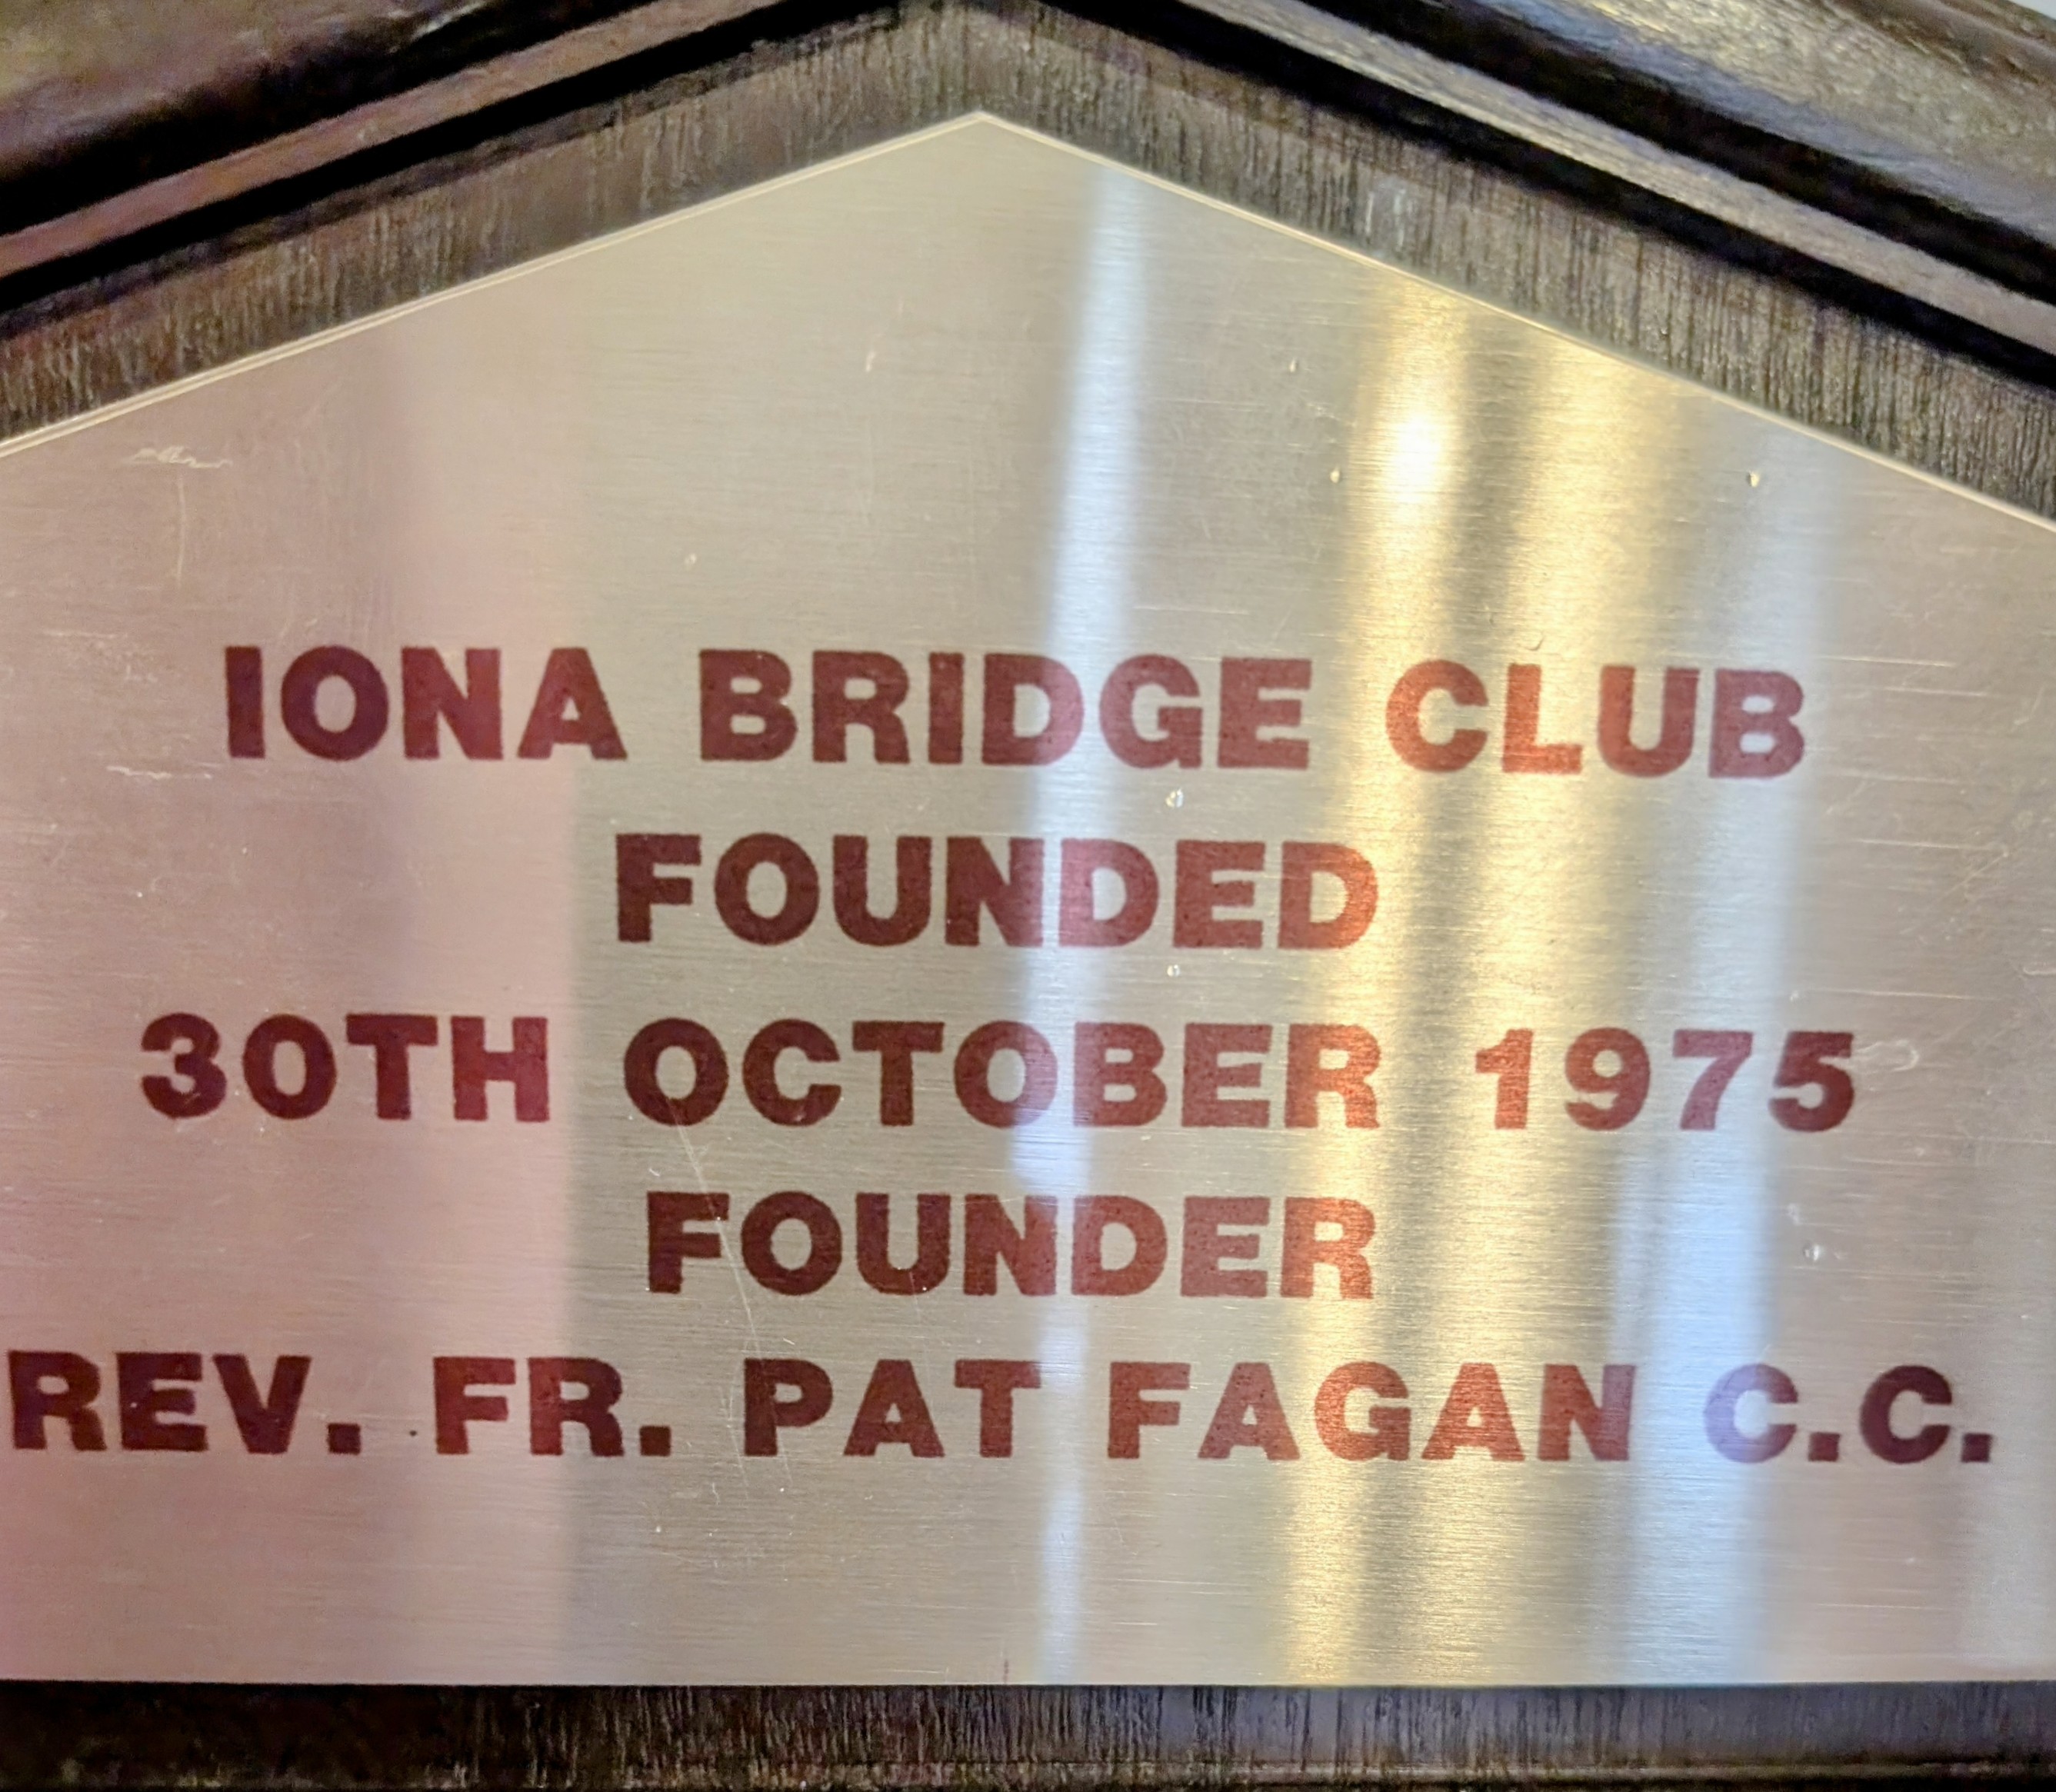 IONA BRIDGE CLUB
FOUNDED
30TH OCTOBER 1975
FOUNDER
REV. FR. PAT FAGAN C.C.